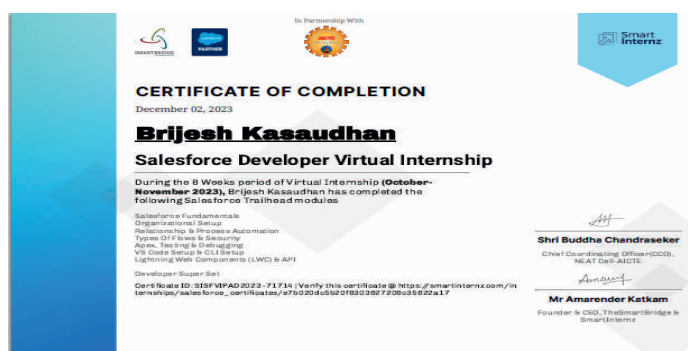 In Partnership With
SMARTBRIDGE
PARTNER
AICTE
Smart
Internz
CERTIFICATE OF COMPLETION
December 02, 2023
Brijesh Kasaudhan
Salesforce Developer Virtual Internship
During the 8 Weeks period of Virtual Internship (October-
November 2023), Brijesh Kasaudhan has completed the
following Salesforce Trailhead modules
Salesforce Fundamentals
Organizational Setup
Relationship & Process Automation
Types Of Flows & Security
Apex, Testing & Debugging
VS Code Setup & CLI Setup
Lightning Web Components (LWC) & API
Developer Super Set
Certificate ID: SISFVIPAD2023-71714 | Verify this certificate @ https://smartinternz.com/in
ternships/salesforce_certificates/
Shri Buddha Chandraseker
Chief Coordinating Officer(CCO),
NEAT Cell-AICTE.
Mr Amarender Katkam
Founder & CEO, TheSmartBridge &
SmartInternz